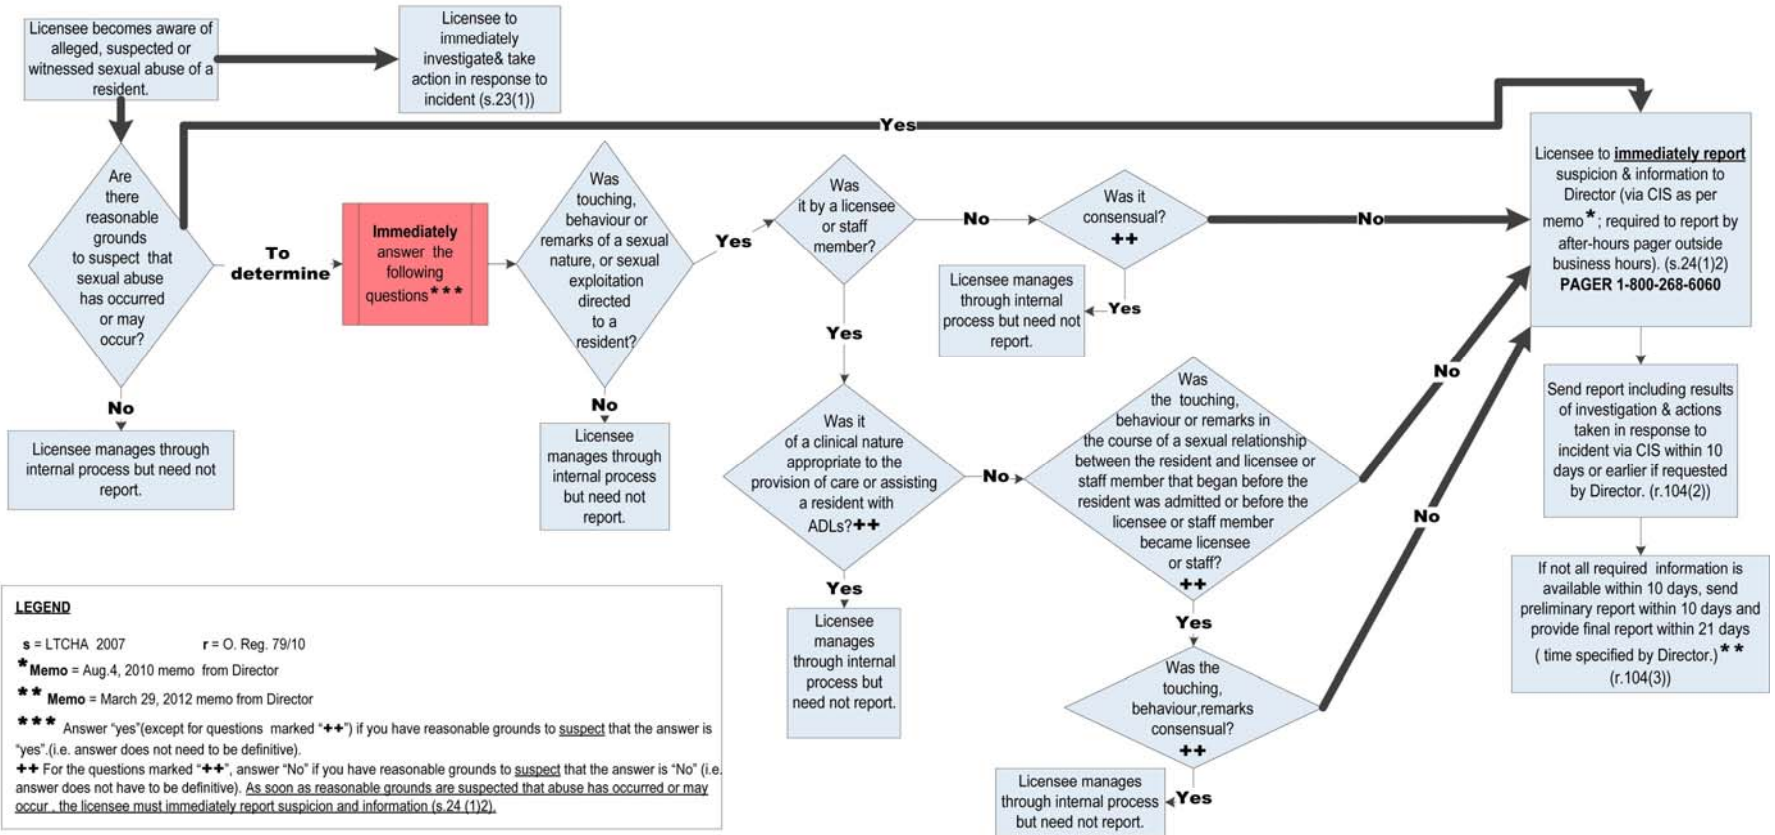 Licensee becomes aware of
alleged, suspected or
witnessed sexual abuse of a
resident.
Licensee to
immediately
investigate& take
action in response to
incident (s.23(1))
Yes
Are
there
reasonable
grounds
to suspect that
sexual abuse
has occurred
or may
occur?
No
Licensee manages through
internal process but need not
report.
To
determine
Immediately
answer the
following
questions***
Was
touching,
behaviour or
remarks of a sexual
nature, or sexual
exploitation
directed
to a
resident?
No
Licensee
manages through
internal process
but need not
report.
Yes
Was
it by a licensee
or staff
member?
No
Was it
consensual?
++
No
Yes
Licensee manages
through internal
process but need not
report.
Yes
Was it
of a clinical nature
appropriate to the
provision of care or assisting
a resident with
ADLs?++
Yes
Licensee
manages
through internal
process but
need not report.
No
Was
the touching,
behaviour or remarks in
the course of a sexual relationship
between the resident and licensee or
staff member that began before the
resident was admitted or before the
licensee or staff member
became licensee
or staff?
++
No
Yes
Was the
touching,
behaviour,remarks
consensual?
++
No
Yes
Licensee manages
through internal process
but need not report.
Licensee to immediately report
suspicion & information to
Director (via CIS as per
memo*; required to report by
after-hours pager outside
business hours). (s.24(1)2)
PAGER 1-800-268-6060
Send report including results
of investigation & actions
taken in response to
incident via CIS within 10
days or earlier if requested
by Director. (r.104(2))
If not all required information is
available within 10 days, send
preliminary report within 10 days and
provide final report within 21 days
( time specified by Director.)**
(r.104(3))
LEGEND
s = LTCHA 2007 r = O. Reg. 79/10
*Memo = Aug.4, 2010 memo from Director
** Memo = March 29, 2012 memo from Director
*** Answer "yes"(except for questions marked "++") if you have reasonable grounds to suspect that the answer is
"yes".(i.e. answer does not need to be definitive).
++ For the questions marked "++", answer "No" if you have reasonable grounds to suspect that the answer is "No" (i.e.
answer does not have to be definitive). As soon as reasonable grounds are suspected that abuse has occurred or may
occur , the licensee must immediately report suspicion and information (s.24 (1)2).